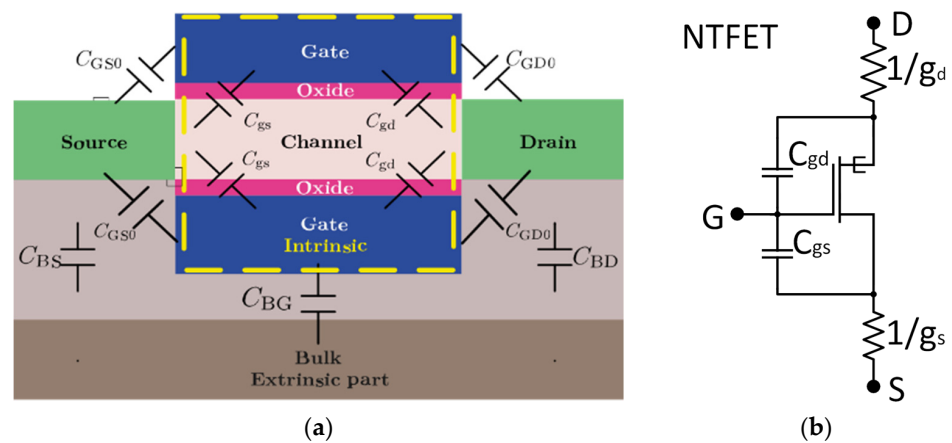 Gate
C_GS0
C_GD0
Oxide
C_gs
C_gd
Source
Channel
Drain
C_gs
C_gd
Oxide
C_GS0
Gate
C_GD0
Intrinsic
C_BS
C_BD
C_BG
Bulk
Extrinsic part
(a)
NTFET
D
1/g_d
C_gd
G
C_gs
1/g_s
S
(b)